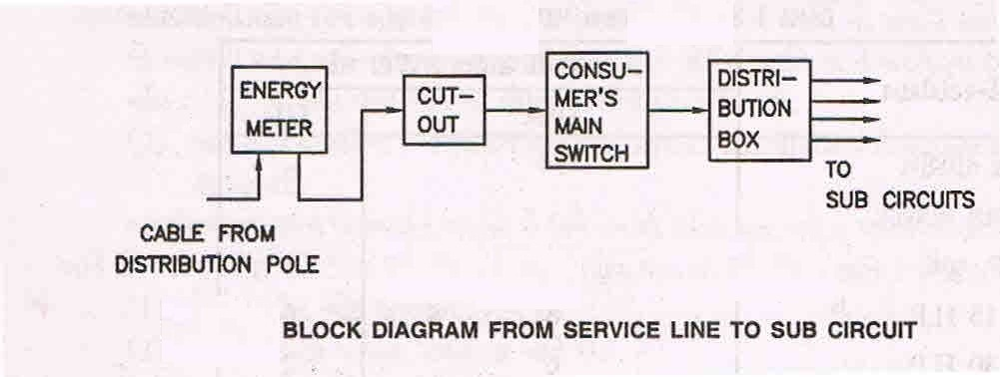 ENERGY
METER
CUT-
OUT
CONSU-
MER'S
MAIN
SWITCH
DISTRI-
BUTION
BOX
TO
SUB CIRCUITS
CABLE FROM
DISTRIBUTION POLE
BLOCK DIAGRAM FROM SERVICE LINE TO SUB CIRCUIT